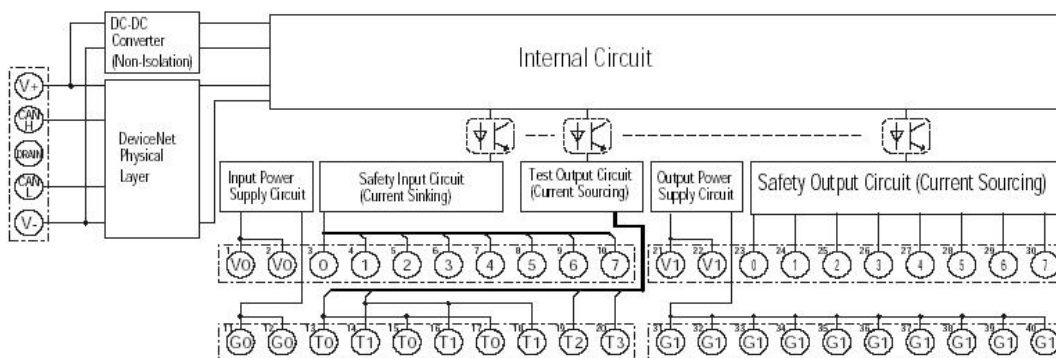 DC-DC
Converter
(Non-Isolation)
Internal Circuit
V+
CAN
H
DRAIN
CAN
L
V-
DeviceNet
Physical
Layer
Input Power
Supply Circuit
Safety Input Circuit
(Current Sinking)
Test Output Circuit
(Current Sourcing)
Output Power
Supply Circuit
Safety Output Circuit (Current Sourcing)
1 2 3 4 5 6 7 8 9 10
V0 V0 0 1 2 3 4 5 6 7
21 22 23 24 25 26 27 28 29 30
V1 V1 0 1 2 3 4 5 6 7
11 12 13 14 15 16 17 18 19 20
G0 G0 T0 T1 T0 T1 T0 T1 T2 T3
31 32 33 34 35 36 37 38 39 40
G1 G1 G1 G1 G1 G1 G1 G1 G1 G1